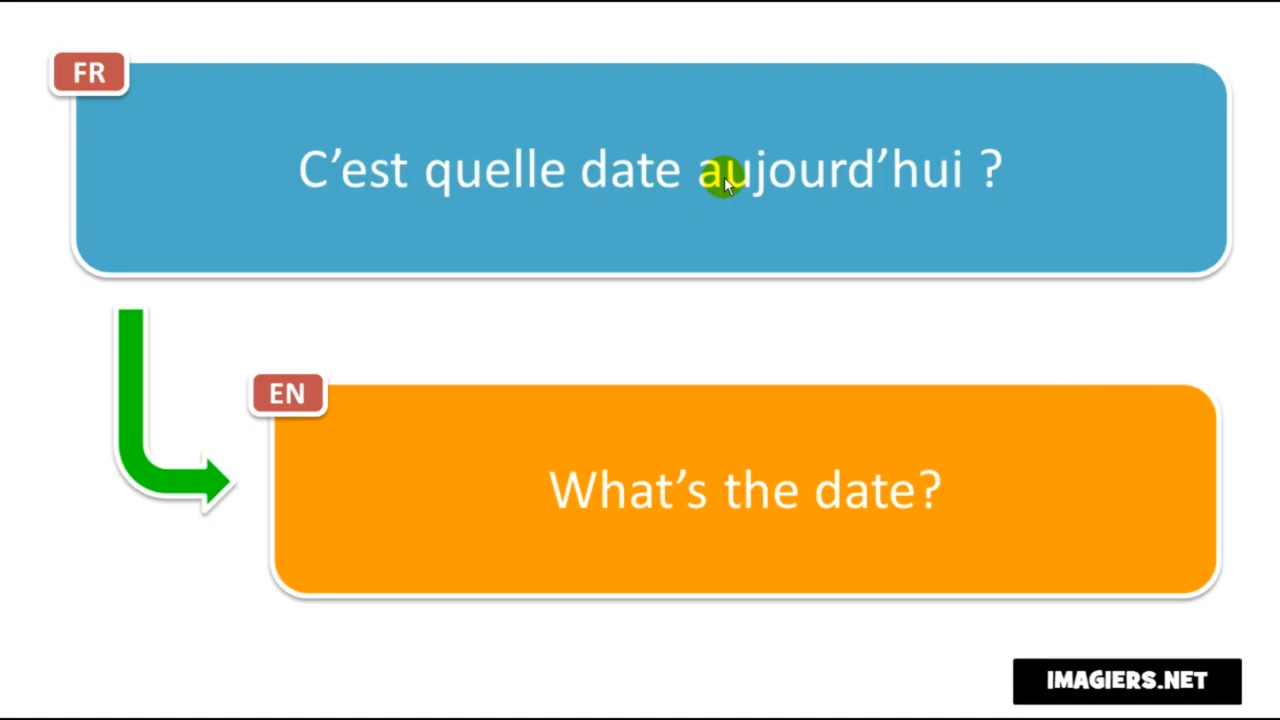 FR
C’est quelle date aujourd’hui ?
EN
What’s the date?
IMAGIERS.NET